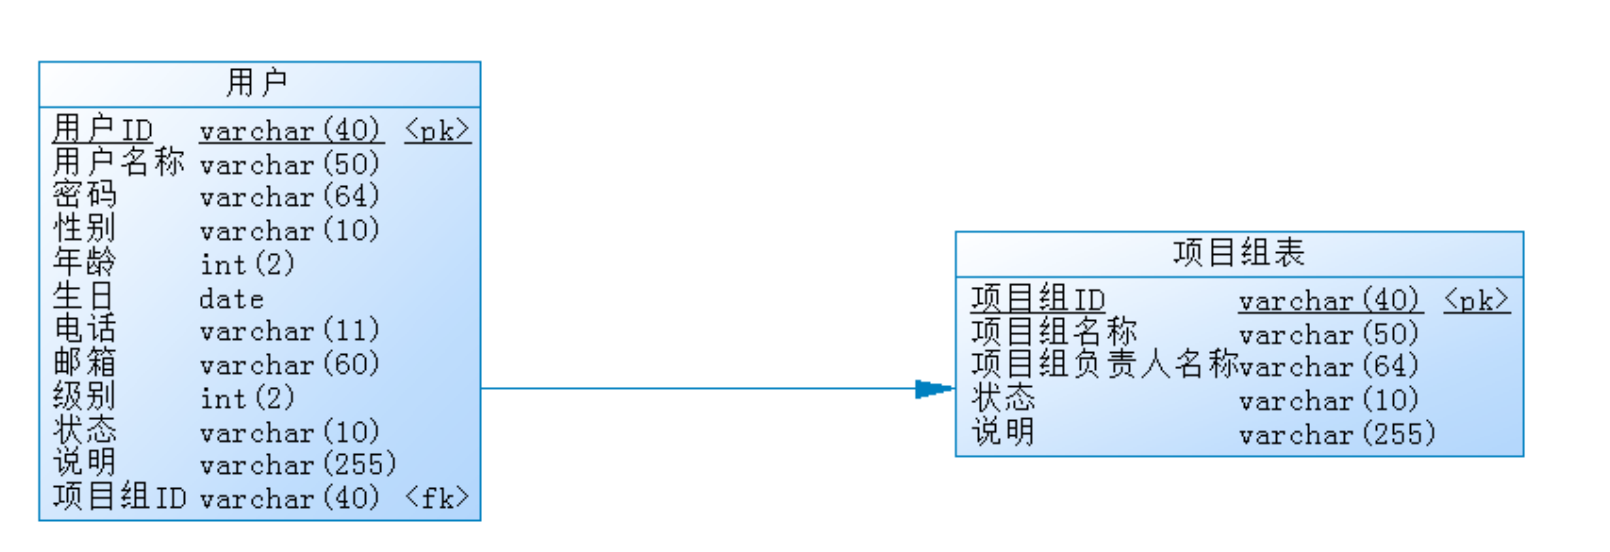 用户
用户ID varchar(40) <pk>
用户名称 varchar(50)
密码 varchar(64)
性别 varchar(10)
年龄 int(2)
生日 date
电话 varchar(11)
邮箱 varchar(60)
级别 int(2)
状态 varchar(10)
说明 varchar(255)
项目组ID varchar(40) <fk>
项目组表
项目组ID varchar(40) <pk>
项目组名称 varchar(50)
项目组负责人名称 varchar(64)
状态 varchar(10)
说明 varchar(255)